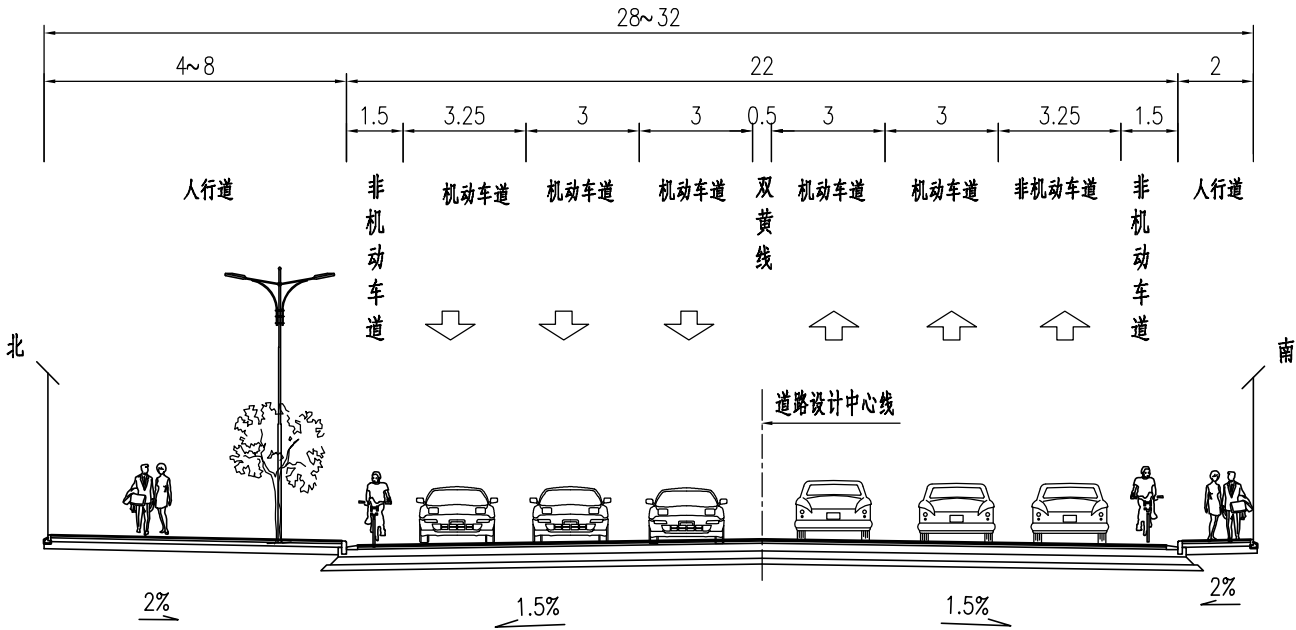 28~32
4~8 22 2
1.5 3.25 3 3 0.5 3 3 3.25 1.5
人行道 非机动车道 机动车道 机动车道 机动车道 双黄线 机动车道 机动车道 非机动车道 非机动车道 人行道
北
南
道路设计中心线
2% 1.5% 1.5% 2%